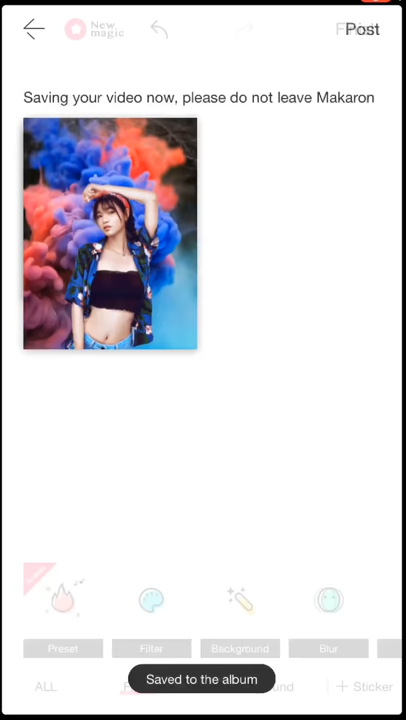 New
magic
Post
Saving your video now, please do not leave Makaron
Preset
Filter
Background
Blur
ALL
Saved to the album
+ Sticker